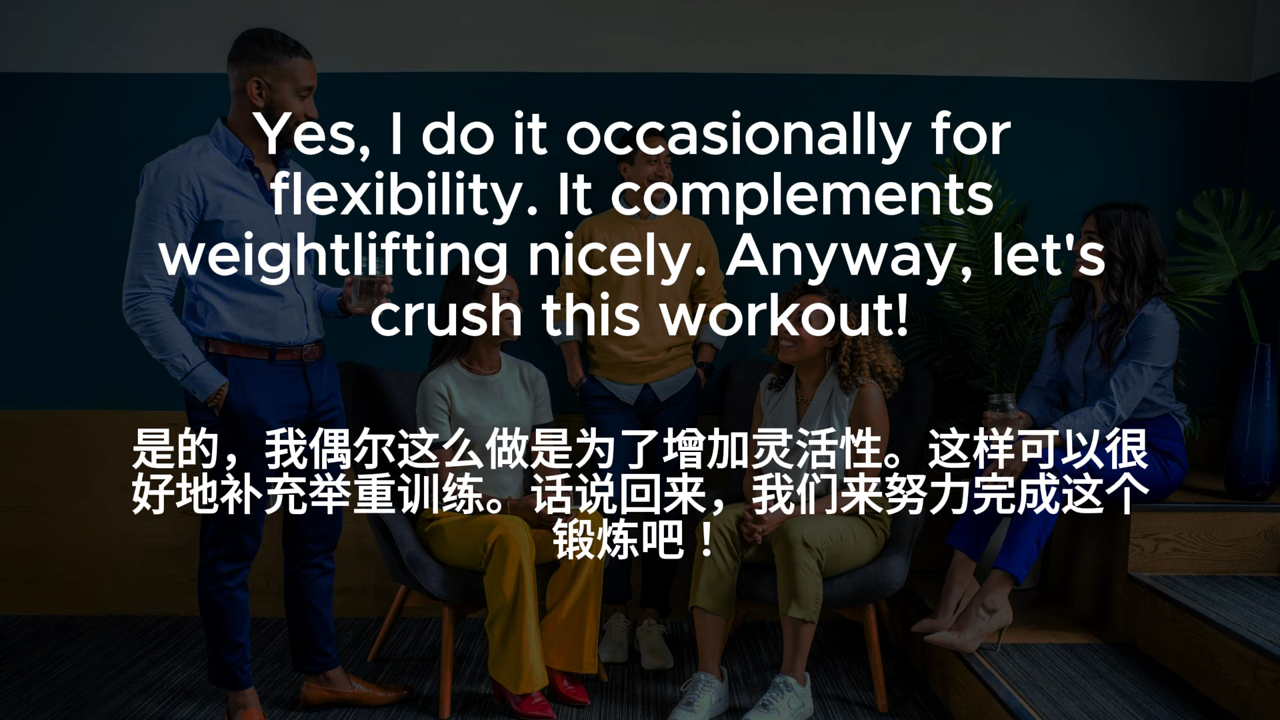 Yes, I do it occasionally for
flexibility. It complements
weightlifting nicely. Anyway, let's
crush this workout!
是的，我偶尔这么做是为了增加灵活性。这样可以很
好地补充举重训练。话说回来，我们来努力完成这个
锻炼吧！